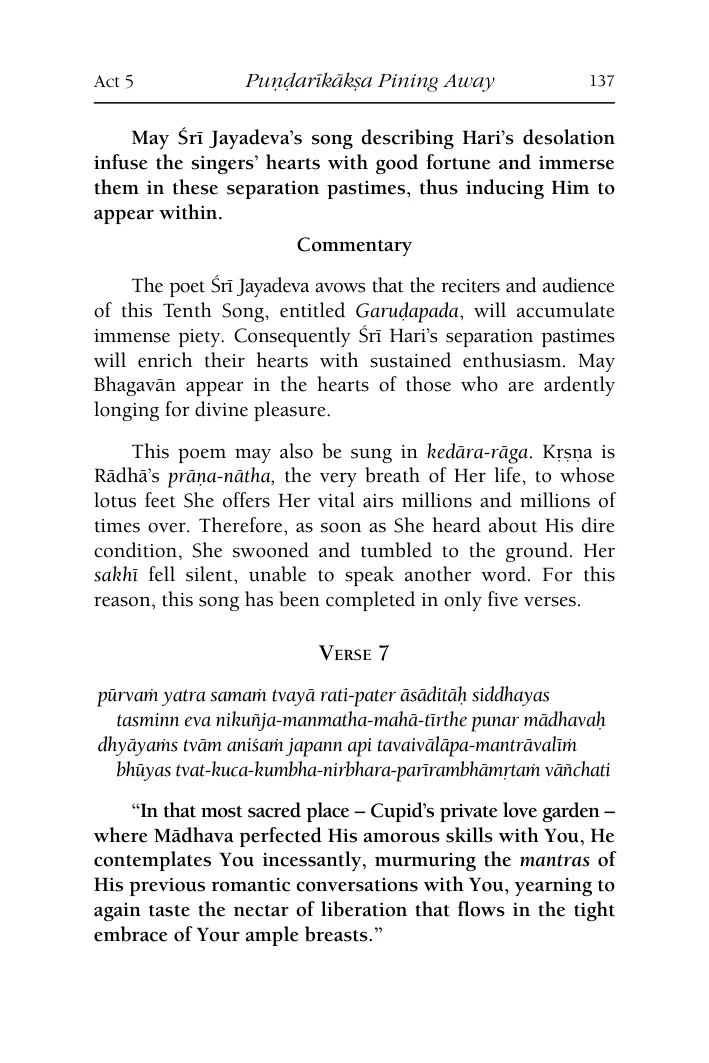 Act 5 Puṇḍarīkākṣa Pining Away 137
May Śrī Jayadeva’s song describing Hari’s desolation
infuse the singers’ hearts with good fortune and immerse
them in these separation pastimes, thus inducing Him to
appear within.
Commentary
The poet Śrī Jayadeva avows that the reciters and audience
of this Tenth Song, entitled Garuḍapada, will accumulate
immense piety. Consequently Śrī Hari’s separation pastimes
will enrich their hearts with sustained enthusiasm. May
Bhagavān appear in the hearts of those who are ardently
longing for divine pleasure.
This poem may also be sung in kedāra-rāga. Kṛṣṇa is
Rādhā’s prāṇa-nātha, the very breath of Her life, to whose
lotus feet She offers Her vital airs millions and millions of
times over. Therefore, as soon as She heard about His dire
condition, She swooned and tumbled to the ground. Her
sakhī fell silent, unable to speak another word. For this
reason, this song has been completed in only five verses.
Verse 7
pūrvaṁ yatra samaṁ tvayā rati-pater āsāditāḥ siddhayas
tasminn eva nikuñja-manmatha-mahā-tīrthe punar mādhavaḥ
dhyāyaṁs tvām aniśaṁ japann api tavaivālāpa-mantrāvalīṁ
bhūyas tvat-kuca-kumbha-nirbhara-parīrambhāmṛtaṁ vāñchati
“In that most sacred place – Cupid’s private love garden –
where Mādhava perfected His amorous skills with You, He
contemplates You incessantly, murmuring the mantras of
His previous romantic conversations with You, yearning to
again taste the nectar of liberation that flows in the tight
embrace of Your ample breasts.”